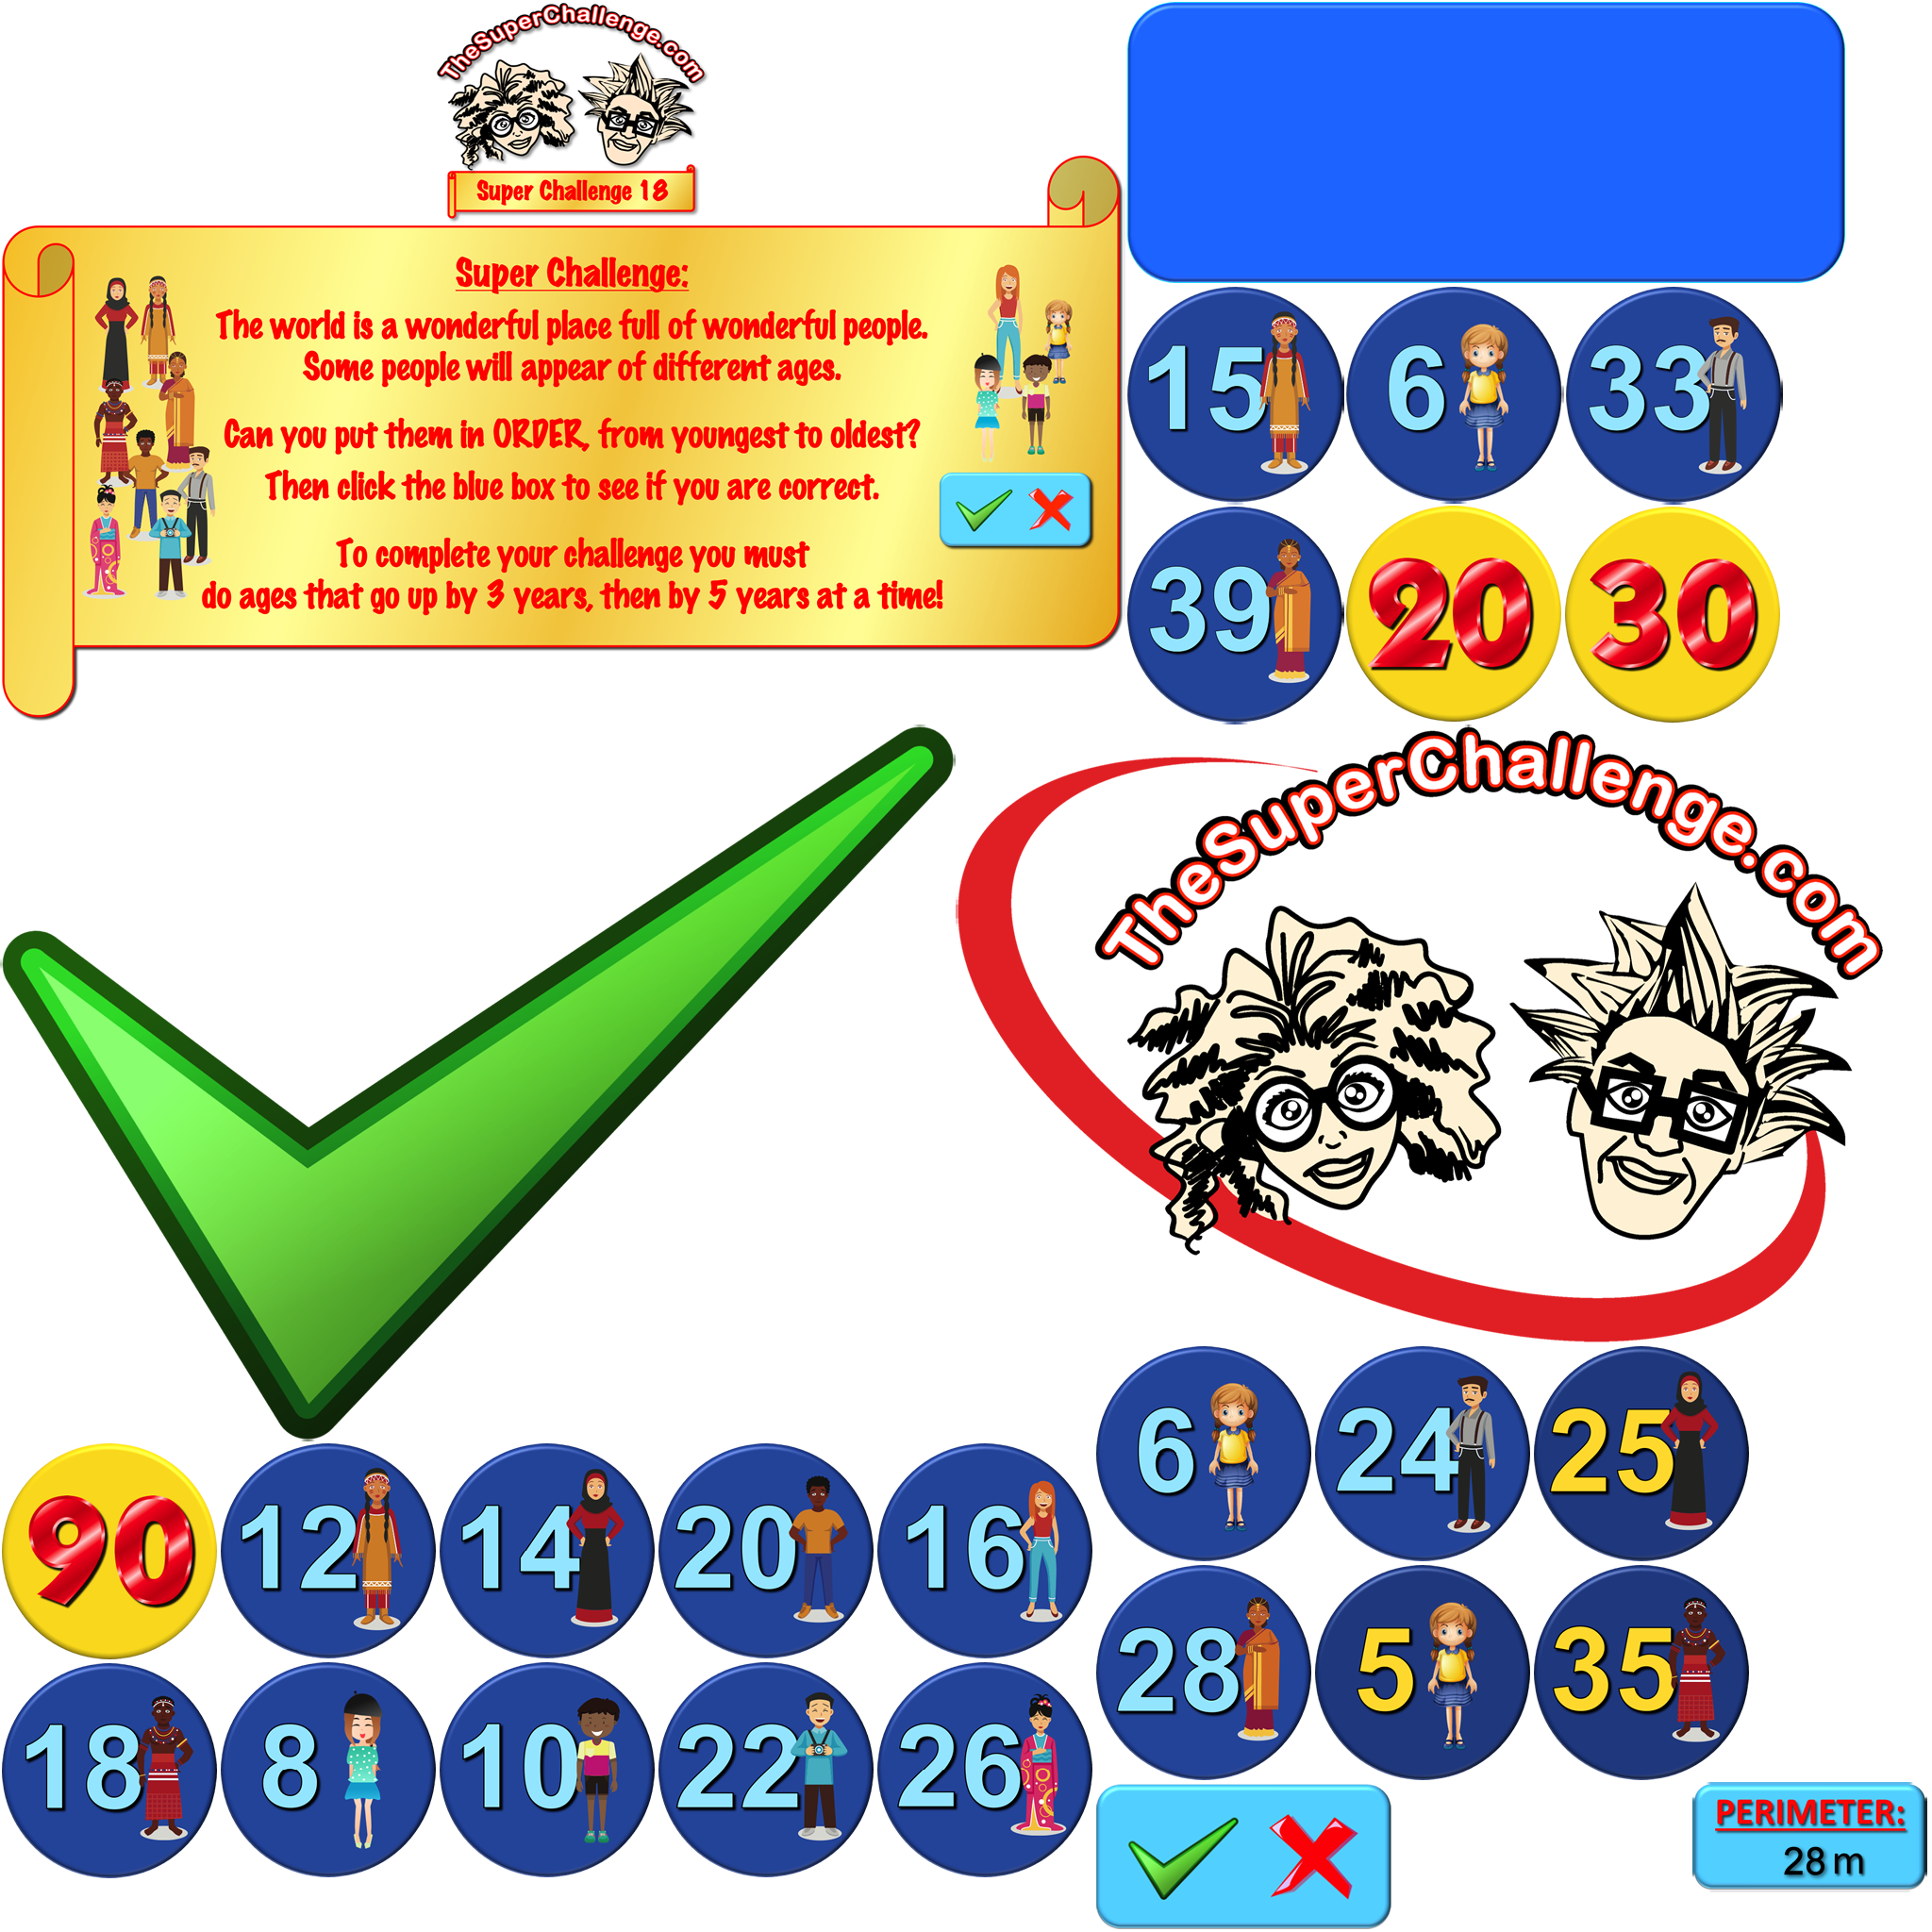 TheSuperChallenge.com
Super Challenge 18
Super Challenge:
The world is a wonderful place full of wonderful people.
Some people will appear of different ages.
Can you put them in ORDER, from youngest to oldest?
Then click the blue box to see if you are correct.
To complete your challenge you must
do ages that go up by 3 years, then by 5 years at a time!
15 6 33
39 20 30
TheSuperChallenge.com
6 24 25
90 12 14 20 16
28 5 35
18 8 10 22 26
PERIMETER:
28 m